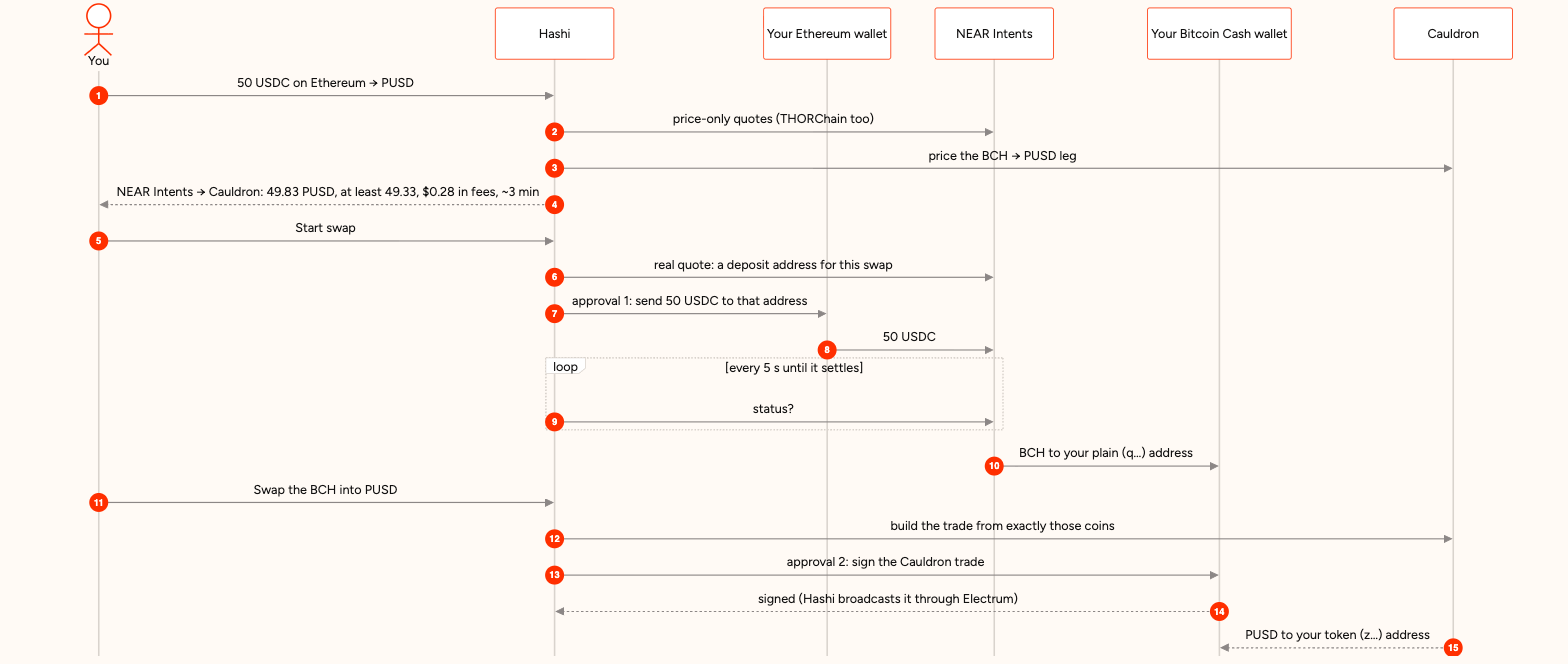 You
Hashi
Your Ethereum wallet
NEAR Intents
Your Bitcoin Cash wallet
Cauldron
1
50 USDC on Ethereum → PUSD
2
price-only quotes (THORChain too)
3
price the BCH → PUSD leg
NEAR Intents → Cauldron: 49.83 PUSD, at least 49.33, $0.28 in fees, ~3 min
4
5
Start swap
6
real quote: a deposit address for this swap
7
approval 1: send 50 USDC to that address
8
50 USDC
loop
[every 5 s until it settles]
9
status?
10
BCH to your plain (q...) address
11
Swap the BCH into PUSD
12
build the trade from exactly those coins
13
approval 2: sign the Cauldron trade
signed (Hashi broadcasts it through Electrum)
14
PUSD to your token (z...) address
15